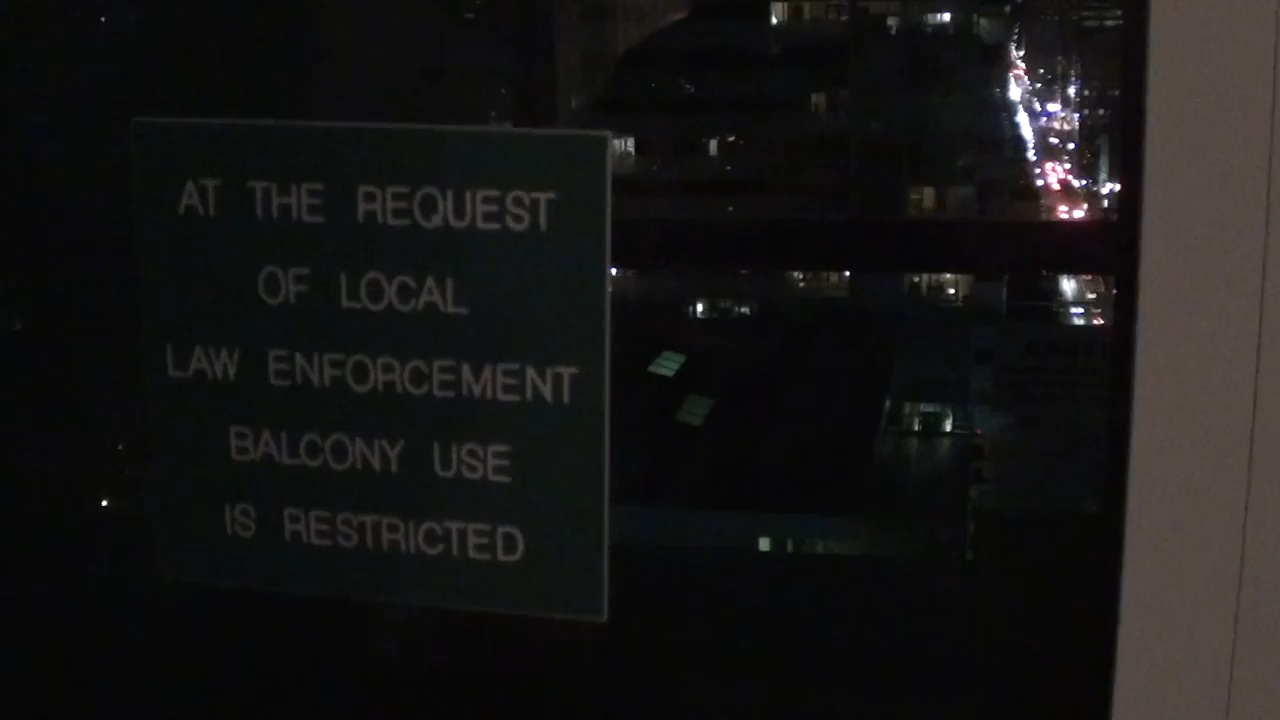 AT THE REQUEST
OF LOCAL
LAW ENFORCEMENT
BALCONY USE
IS RESTRICTED